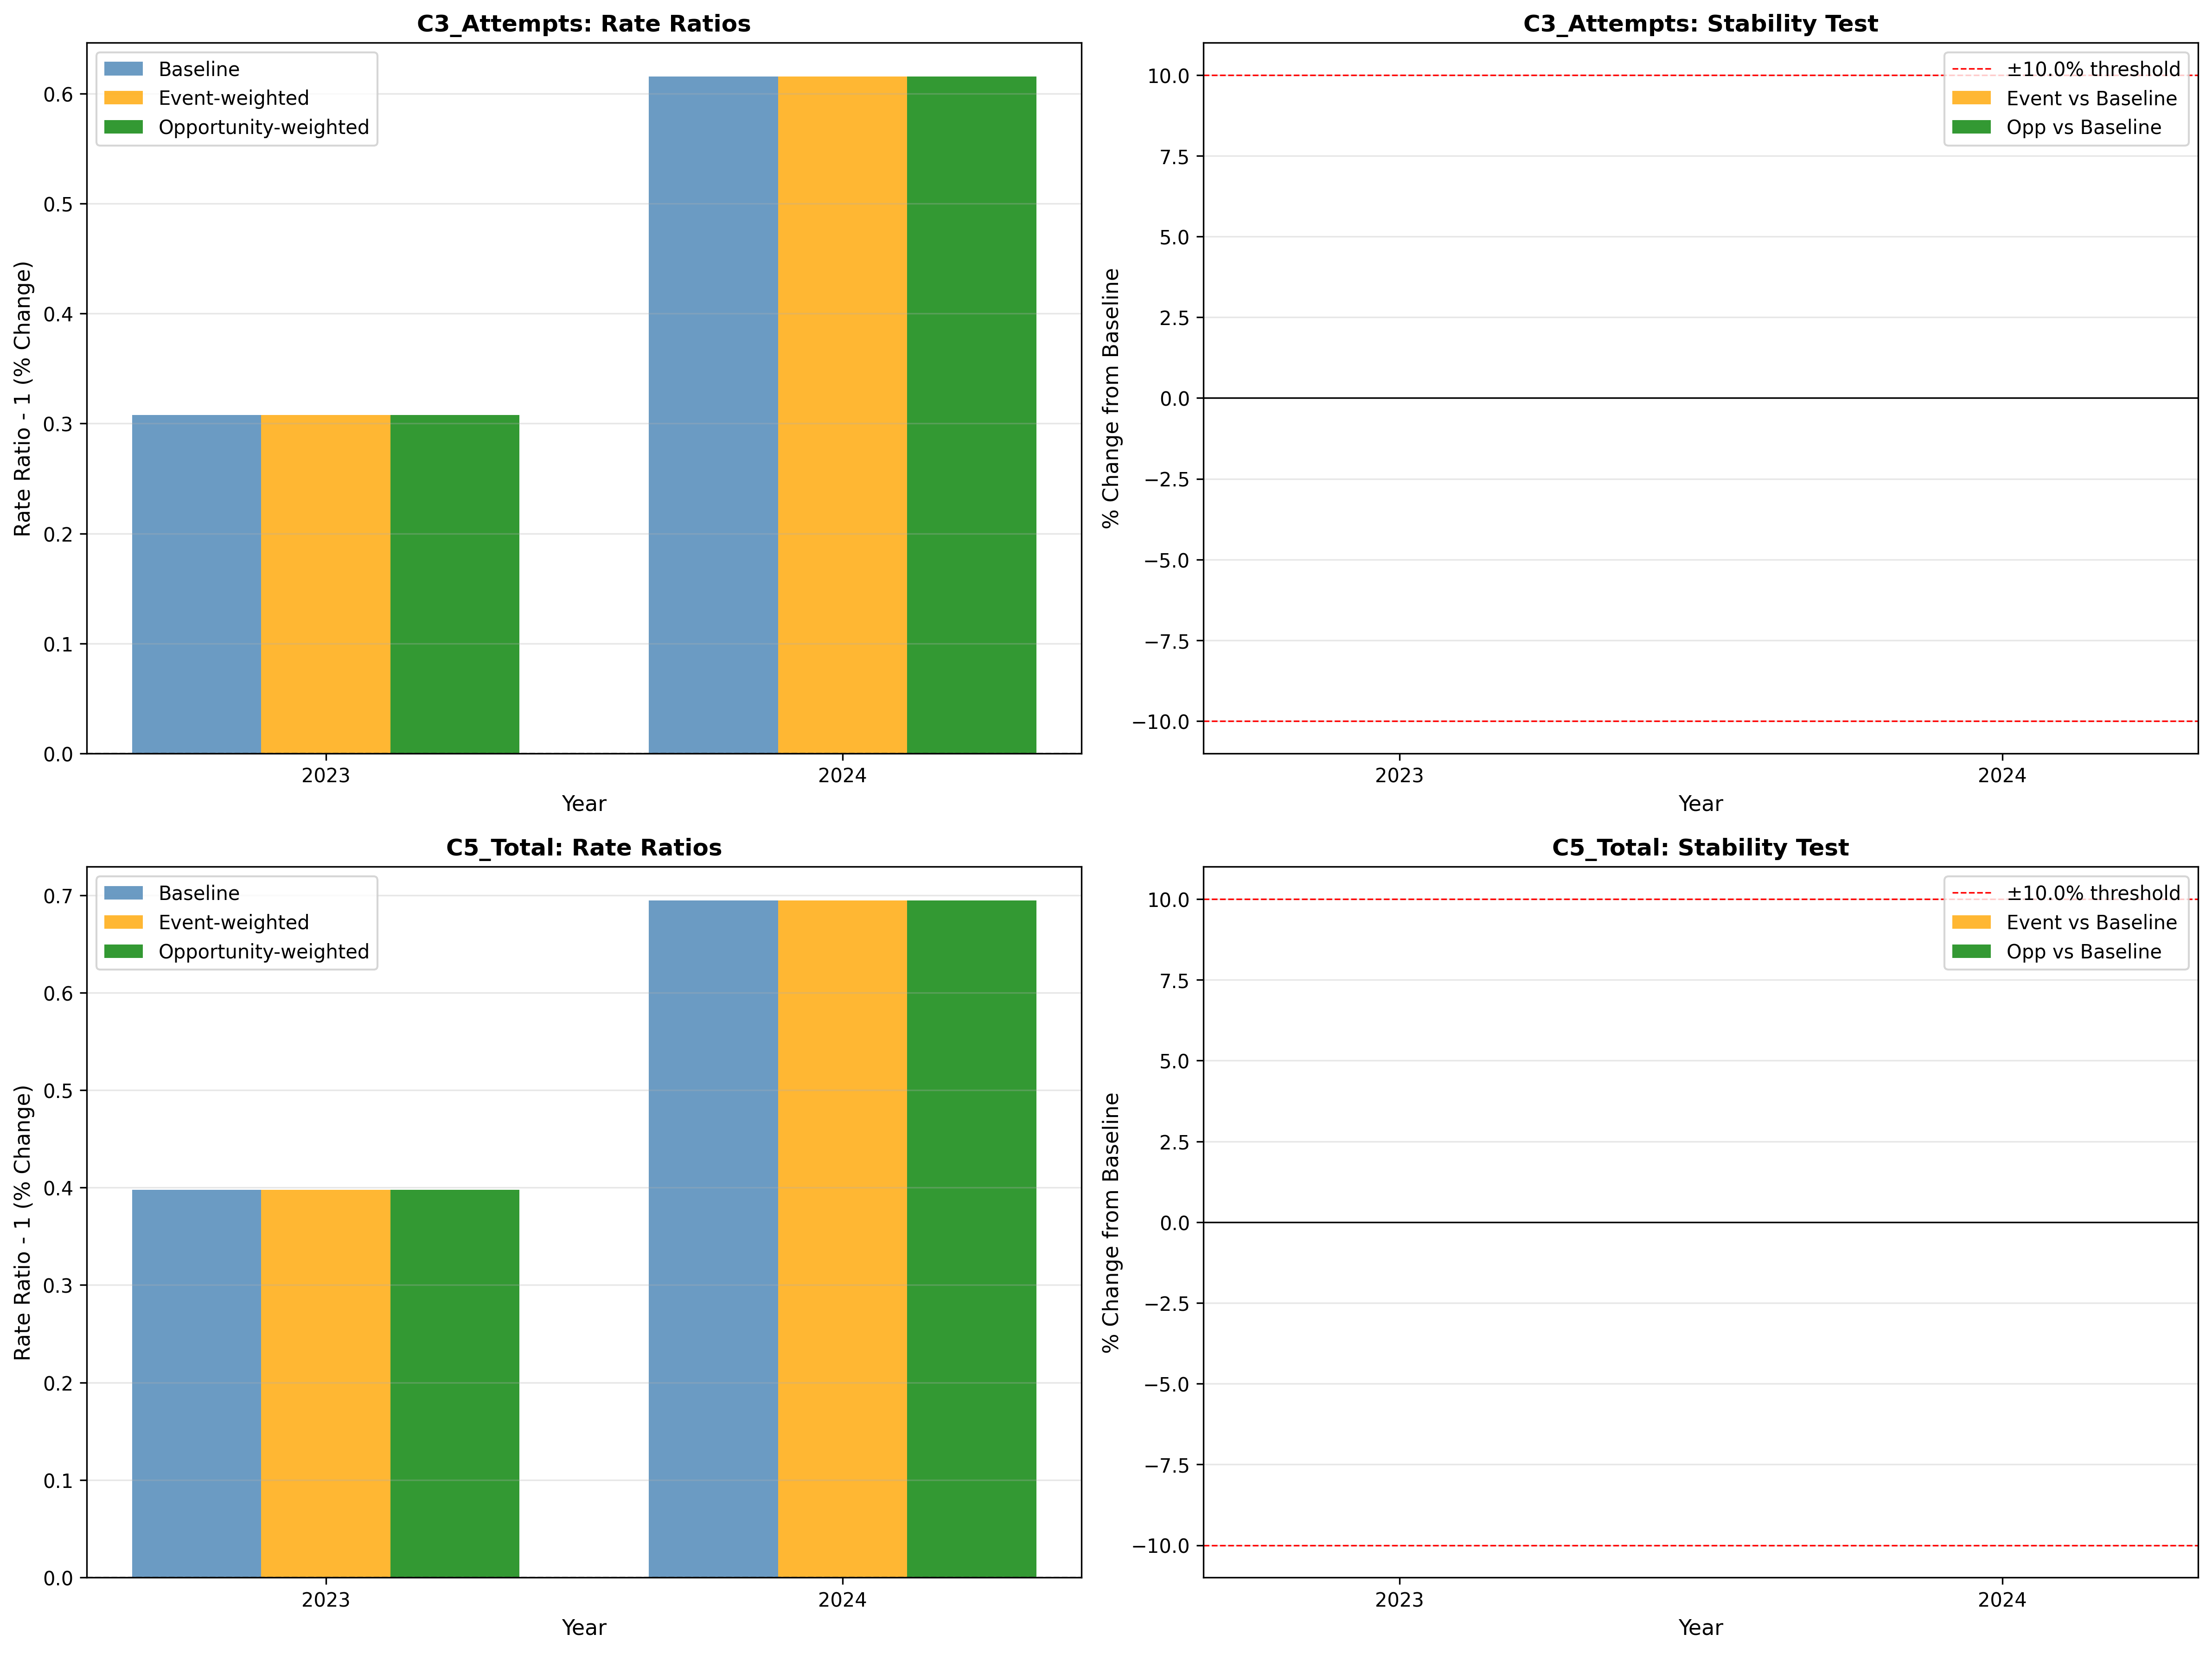 C3_Attempts: Rate Ratios
Baseline
Event-weighted
Opportunity-weighted
Rate Ratio - 1 (% Change)
0.6
0.5
0.4
0.3
0.2
0.1
0.0
2023
2024
Year
C3_Attempts: Stability Test
±10.0% threshold
Event vs Baseline
Opp vs Baseline
% Change from Baseline
10.0
7.5
5.0
2.5
0.0
−2.5
−5.0
−7.5
−10.0
2023
2024
Year
C5_Total: Rate Ratios
Baseline
Event-weighted
Opportunity-weighted
Rate Ratio - 1 (% Change)
0.7
0.6
0.5
0.4
0.3
0.2
0.1
0.0
2023
2024
Year
C5_Total: Stability Test
±10.0% threshold
Event vs Baseline
Opp vs Baseline
% Change from Baseline
10.0
7.5
5.0
2.5
0.0
−2.5
−5.0
−7.5
−10.0
2023
2024
Year